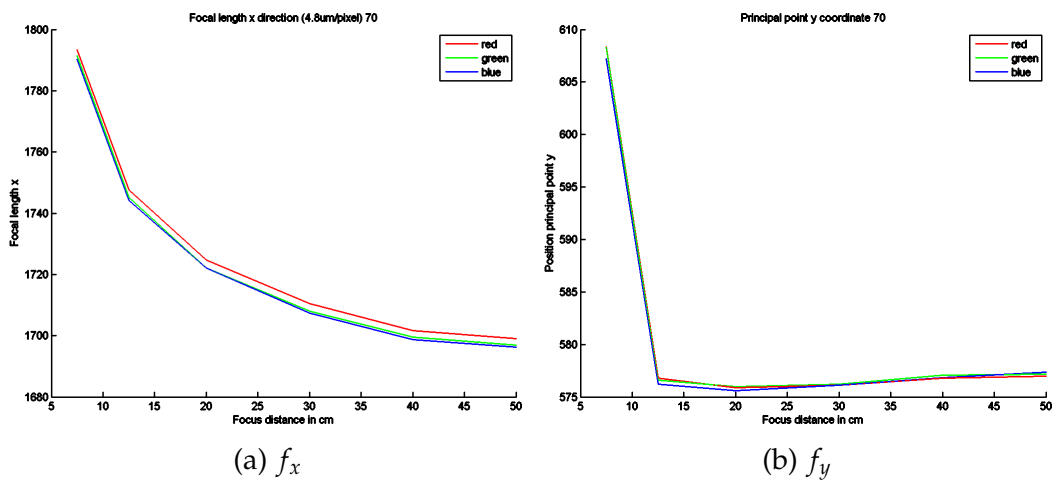 Focal length x direction (4.8um/pixel) 70
1800
1780
1760
1740
1720
1700
1680
Focal length x
5 10 15 20 25 30 35 40 45 50
Focus distance in cm
red
green
blue
(a) fx
Principal point y coordinate 70
610
605
600
595
590
585
580
575
Position principal point y
5 10 15 20 25 30 35 40 45 50
Focus distance in cm
red
green
blue
(b) fy